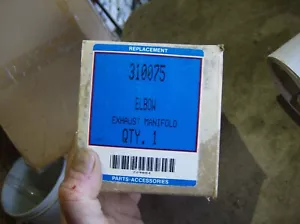 REPLACEMENT
310075
ELBOW
EXHAUST MANIFOLD
QTY. 1
PARTS-ACCESSORIES